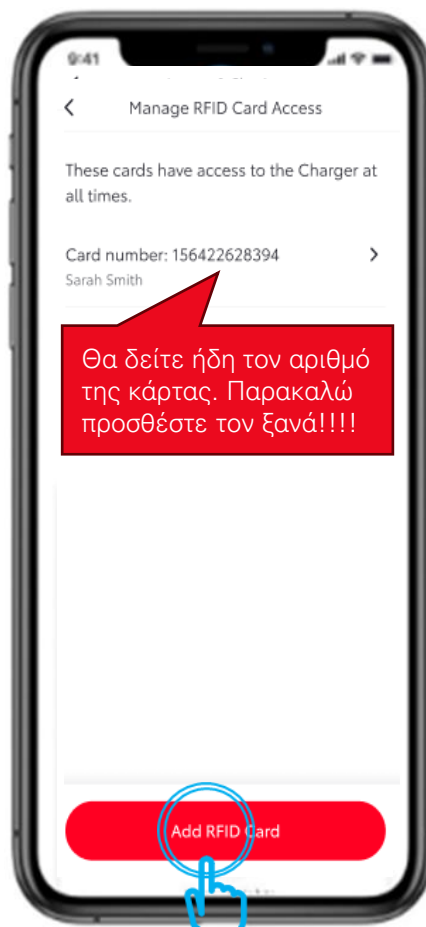 9:41
Manage RFID Card Access
These cards have access to the Charger at
all times.
Card number: 156422628394
Sarah Smith
Θα δείτε ήδη τον αριθμό
της κάρτας. Παρακαλώ
προσθέστε τον ξανά!!!!
Add RFID Card